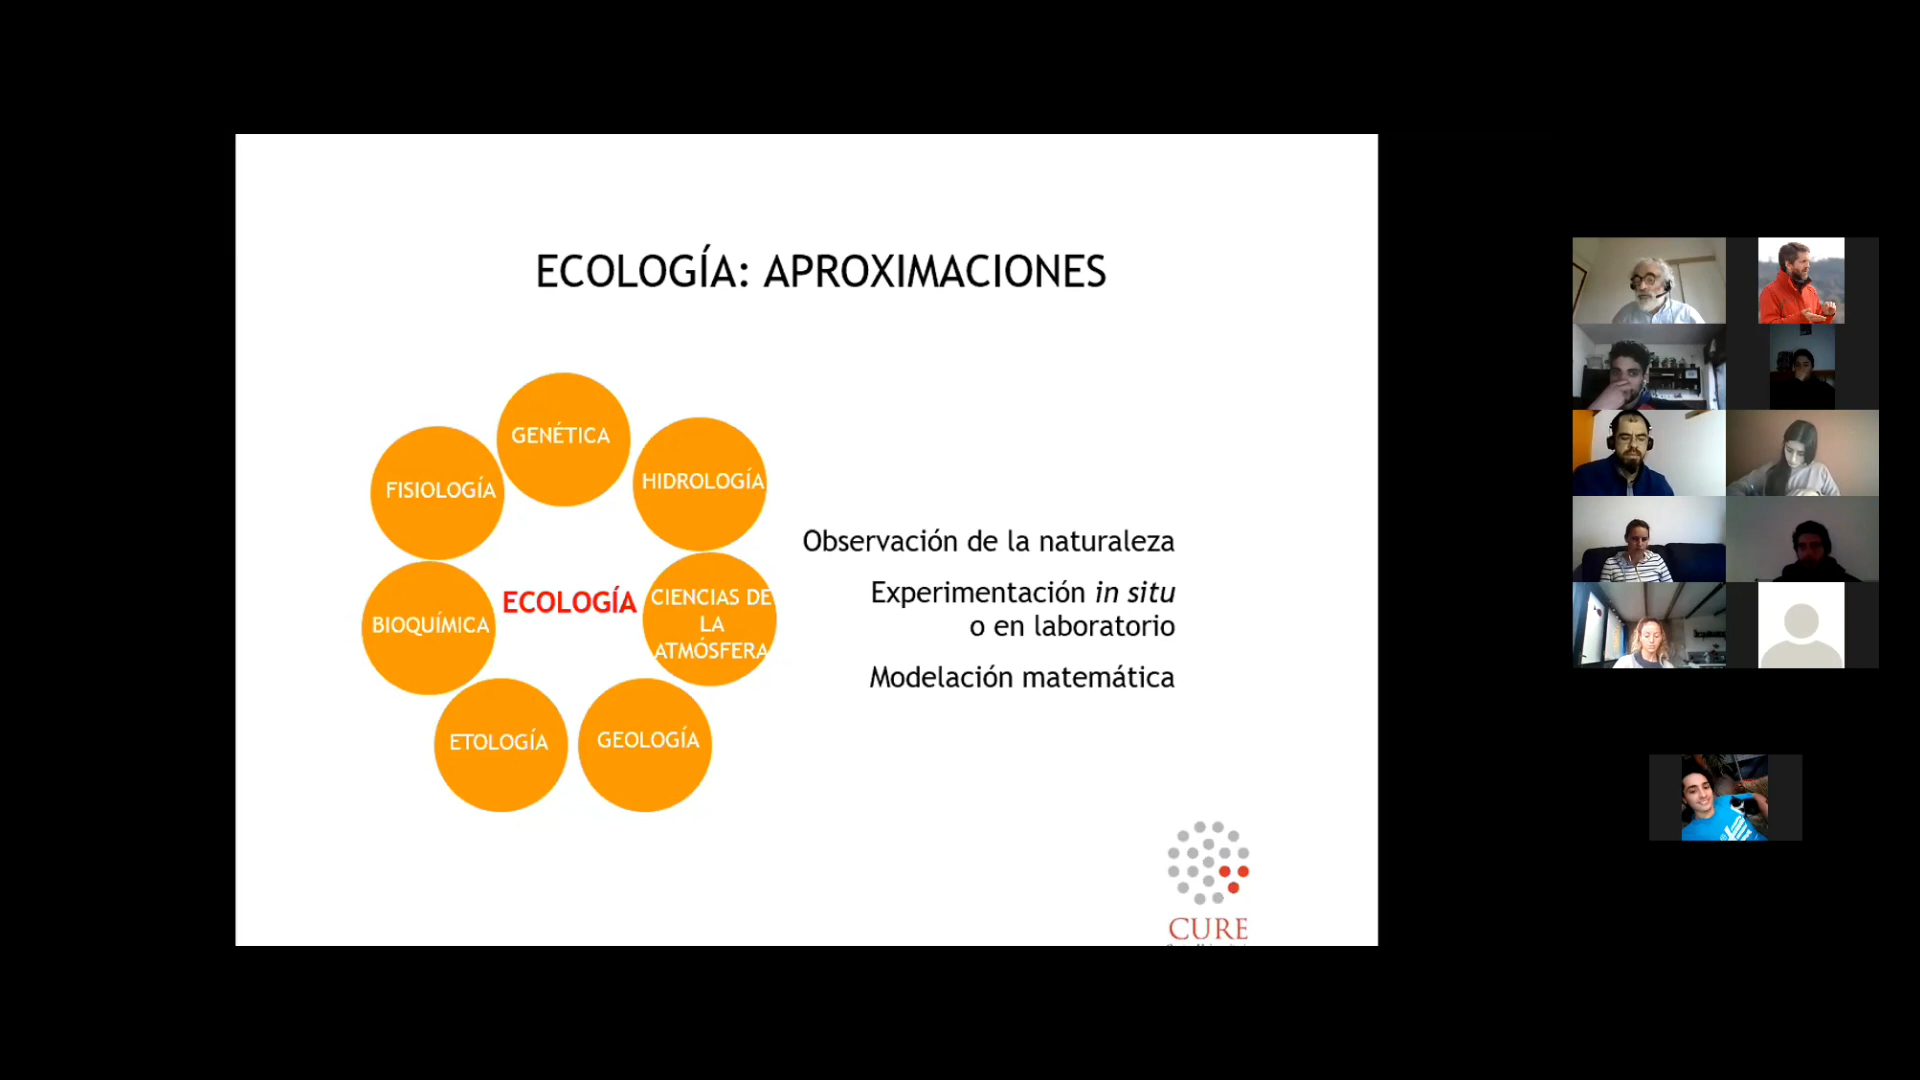 ECOLOGÍA: APROXIMACIONES
GENÉTICA
HIDROLOGÍA
FISIOLOGÍA
CIENCIAS DE
LA
ATMÓSFERA
ECOLOGÍA
BIOQUÍMICA
ETOLOGÍA
GEOLOGÍA
Observación de la naturaleza
Experimentación in situ
o en laboratorio
Modelación matemática
CURE